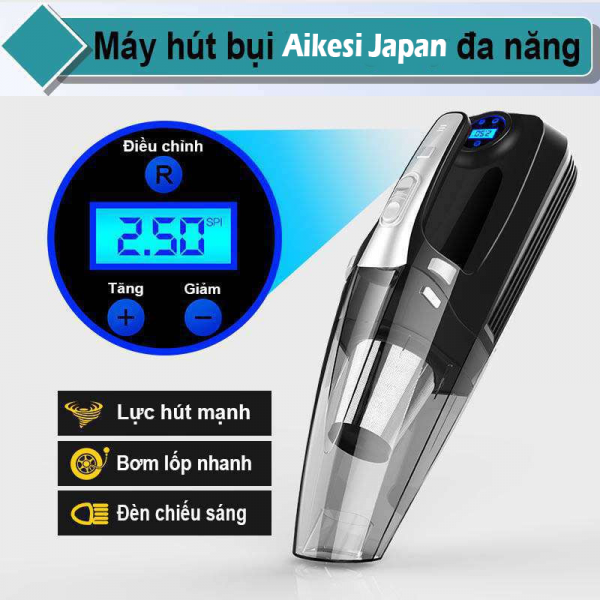 Máy hút bụi Aikesi Japan đa năng
Điều chỉnh
R
2.50 SPI
Tăng Giảm
+ −
Lực hút mạnh
Bơm lốp nhanh
Đèn chiếu sáng